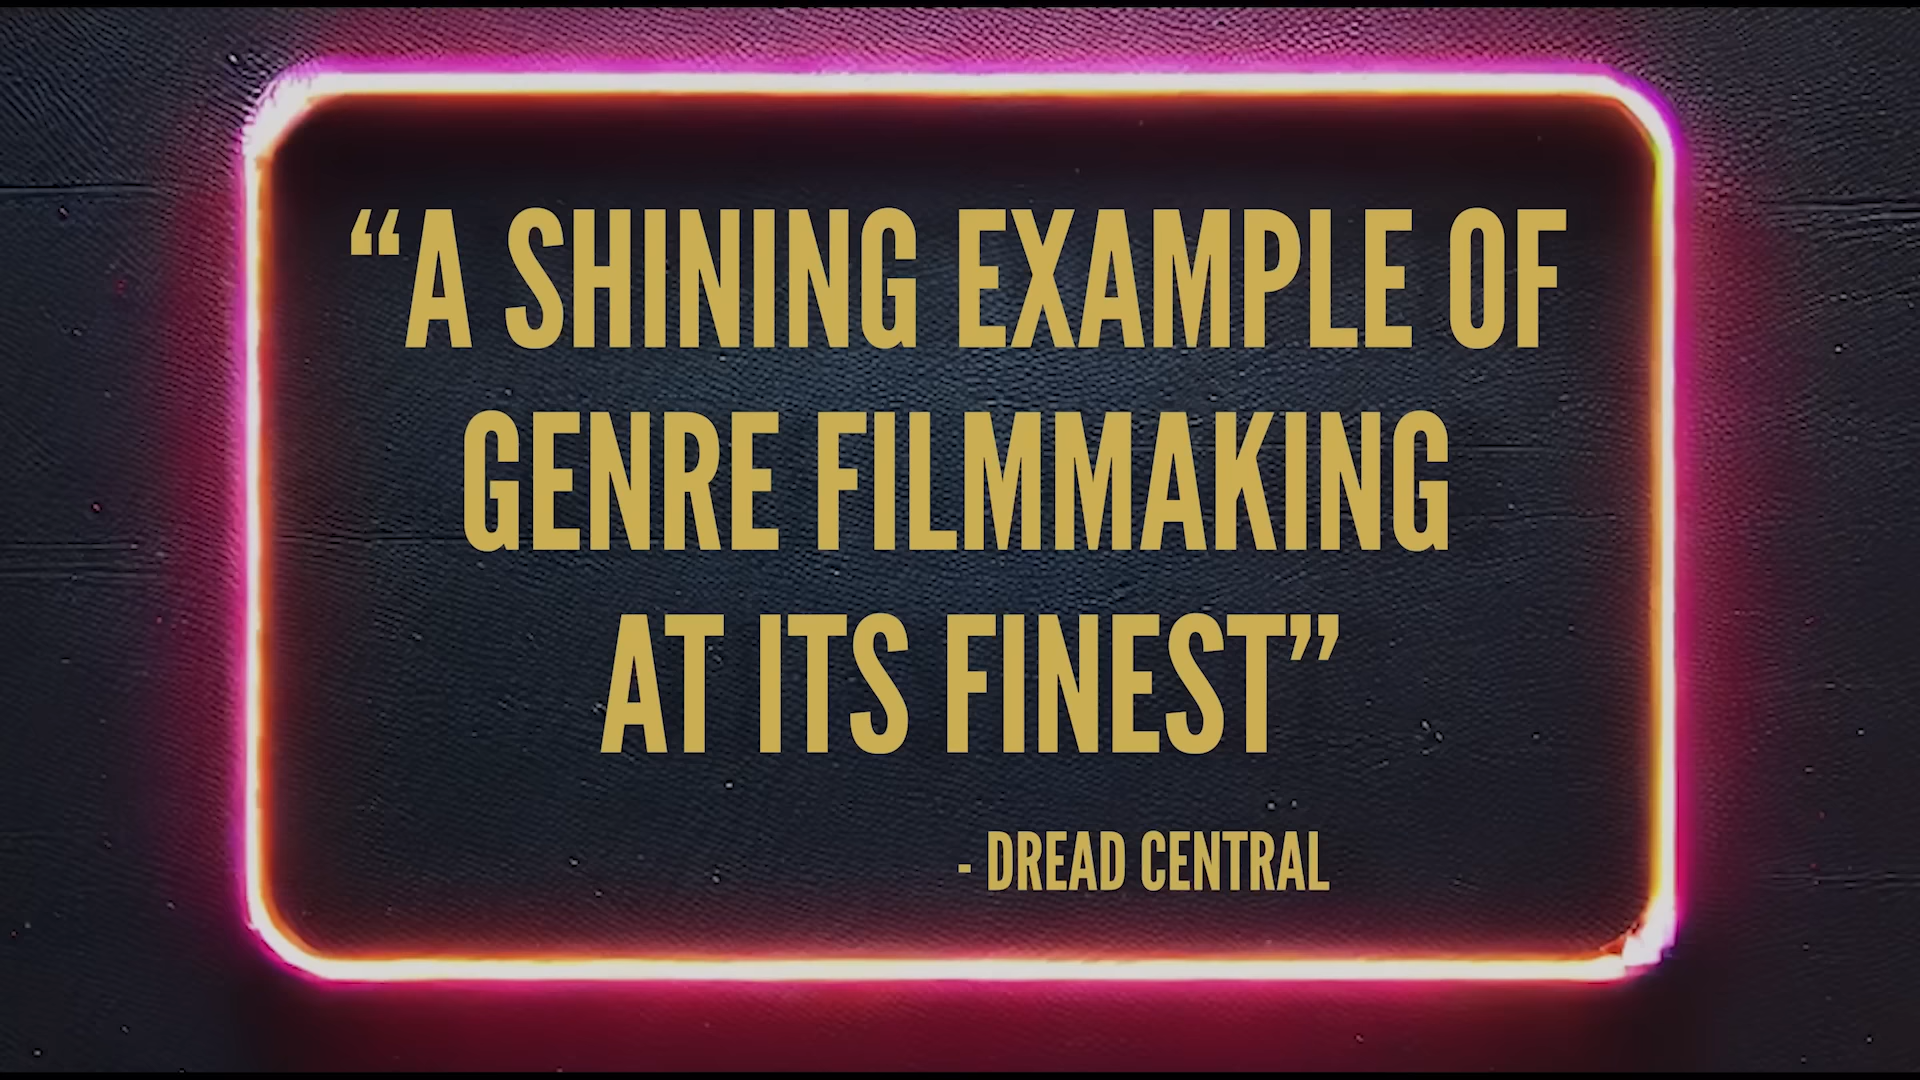 “A SHINING EXAMPLE OF
GENRE FILMMAKING
AT ITS FINEST”
- DREAD CENTRAL